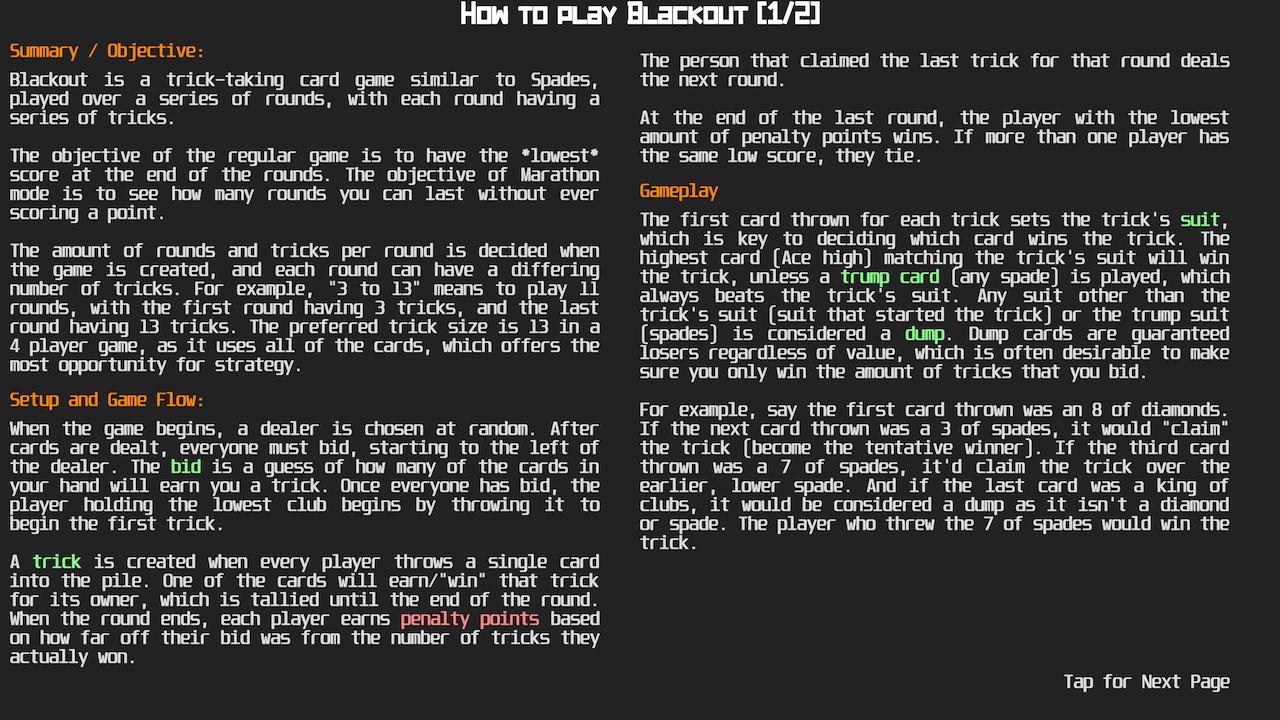 How to play Blackout [1/2]
Summary / Objective:
Blackout is a trick-taking card game similar to Spades,
played over a series of rounds, with each round having a
series of tricks.
The objective of the regular game is to have the *lowest*
score at the end of the rounds. The objective of Marathon
mode is to see how many rounds you can last without ever
scoring a point.
The amount of rounds and tricks per round is decided when
the game is created, and each round can have a differing
number of tricks. For example, "3 to 13" means to play 11
rounds, with the first round having 3 tricks, and the last
round having 13 tricks. The preferred trick size is 13 in a
4 player game, as it uses all of the cards, which offers the
most opportunity for strategy.
Setup and Game Flow:
When the game begins, a dealer is chosen at random. After
cards are dealt, everyone must bid, starting to the left of
the dealer. The bid is a guess of how many of the cards in
your hand will earn you a trick. Once everyone has bid, the
player holding the lowest club begins by throwing it to
begin the first trick.
A trick is created when every player throws a single card
into the pile. One of the cards will earn/"win" that trick
for its owner, which is tallied until the end of the round.
When the round ends, each player earns penalty points based
on how far off their bid was from the number of tricks they
actually won.
The person that claimed the last trick for that round deals
the next round.
At the end of the last round, the player with the lowest
amount of penalty points wins. If more than one player has
the same low score, they tie.
Gameplay
The first card thrown for each trick sets the trick's suit,
which is key to deciding which card wins the trick. The
highest card [Ace high] matching the trick's suit will win
the trick, unless a trump card [any spade] is played, which
always beats the trick's suit. Any suit other than the
trick's suit [suit that started the trick] or the trump suit
[spades] is considered a dump. Dump cards are guaranteed
losers regardless of value, which is often desirable to make
sure you only win the amount of tricks that you bid.
For example, say the first card thrown was an 8 of diamonds.
If the next card thrown was a 3 of spades, it would "claim"
the trick [become the tentative winner]. If the third card
thrown was a 7 of spades, it'd claim the trick over the
earlier, lower spade. And if the last card was a king of
clubs, it would be considered a dump as it isn't a diamond
or spade. The player who threw the 7 of spades would win the
trick.
Tap for Next Page